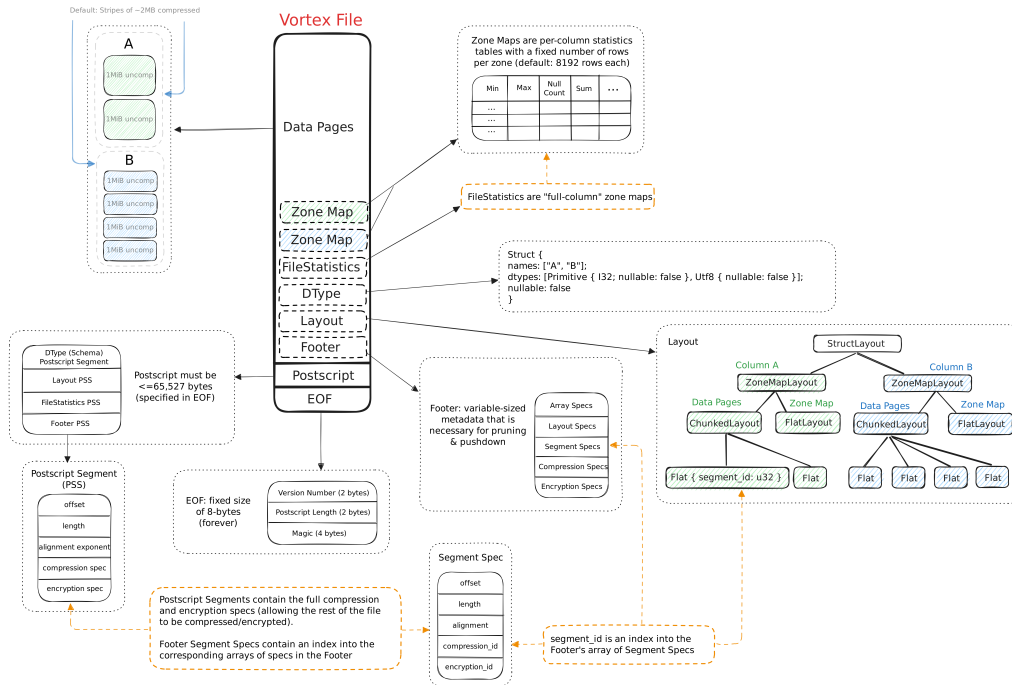 Default: Stripes of ~2MB compressed
Vortex File
A
1MiB uncomp
1MiB uncomp
B
1MiB uncomp
1MiB uncomp
1MiB uncomp
1MiB uncomp
Data Pages
Zone Map
Zone Map
FileStatistics
DType
Layout
Footer
Postscript
EOF
Zone Maps are per-column statistics
tables with a fixed number of rows
per zone (default: 8192 rows each)
Min
Max
Null
Count
Sum
...
...
...
...
FileStatistics are "full-column" zone maps
Struct {
names: ["A", "B"];
dtypes: [Primitive { I32; nullable: false }, Utf8 { nullable: false }];
nullable: false
}
Layout
StructLayout
Column A
Column B
ZoneMapLayout
ZoneMapLayout
Data Pages
Zone Map
Data Pages
Zone Map
ChunkedLayout
FlatLayout
ChunkedLayout
FlatLayout
Flat { segment_id: u32 }
Flat
Flat
Flat
Flat
Flat
DType (Schema)
Postscript Segment
Layout PSS
FileStatistics PSS
Footer PSS
Postscript must be
<=65,527 bytes
(specified in EOF)
Footer: variable-sized
metadata that is
necessary for pruning
& pushdown
Array Specs
Layout Specs
Segment Specs
Compression Specs
Encryption Specs
Postscript Segment
(PSS)
offset
length
alignment exponent
compression spec
encryption spec
EOF: fixed size
of 8-bytes
(forever)
Version Number (2 bytes)
Postscript Length (2 bytes)
Magic (4 bytes)
Segment Spec
offset
length
alignment
compression_id
encryption_id
Postscript Segments contain the full compression
and encryption specs (allowing the rest of the file
to be compressed/encrypted).
Footer Segment Specs contain an index into the
corresponding arrays of specs in the Footer
segment_id is an index into the
Footer's array of Segment Specs